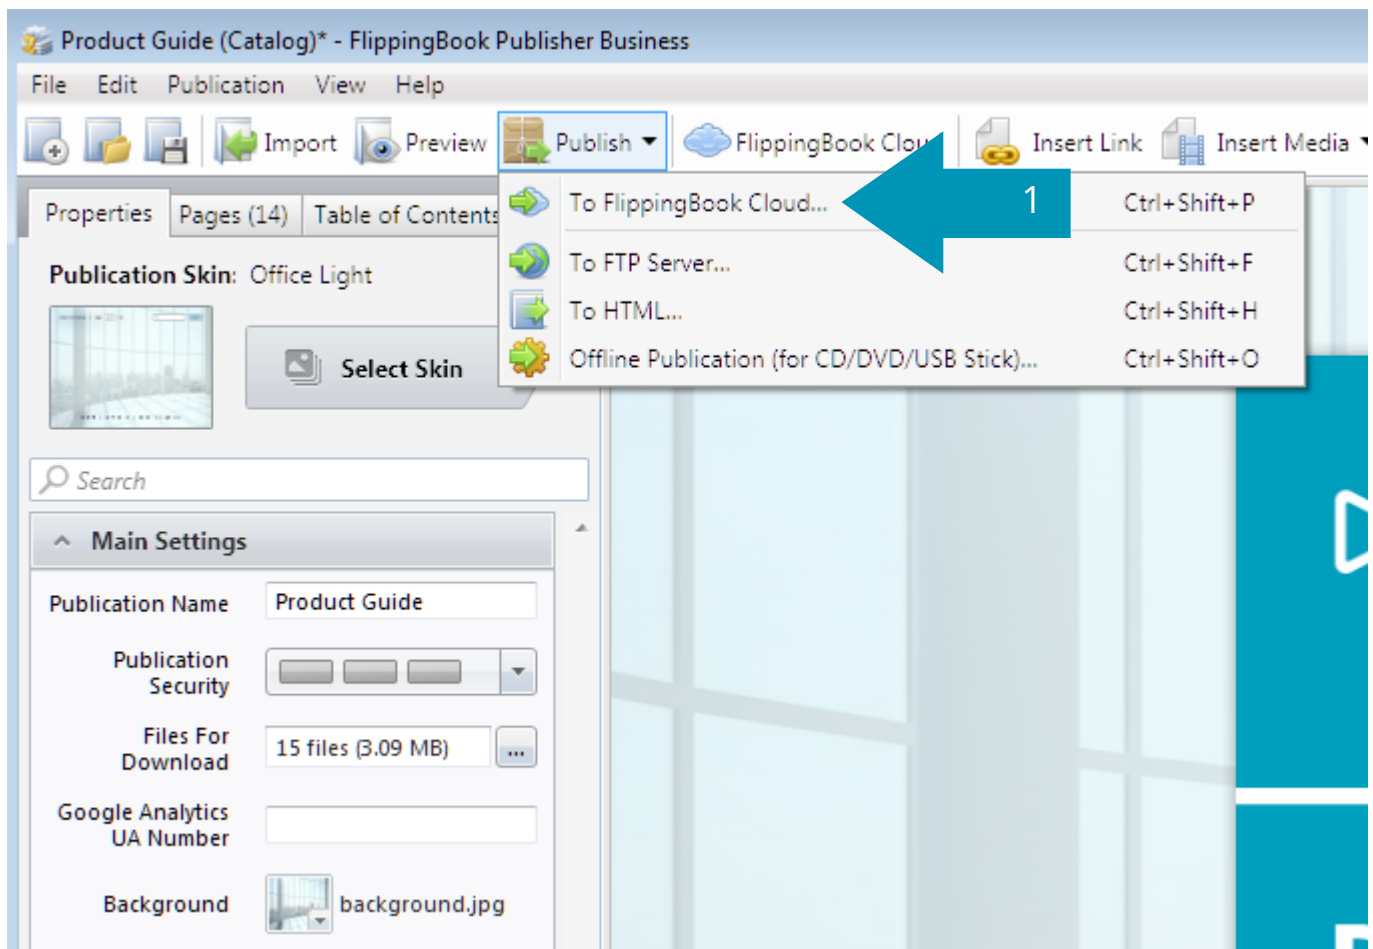 Product Guide (Catalog)* - FlippingBook Publisher Business
File Edit Publication View Help
Import Preview Publish FlippingBook Insert Link Insert Media
Properties Pages (14) Table of Contents
To FlippingBook Cloud... 1 Ctrl+Shift+P
To FTP Server... Ctrl+Shift+F
To HTML... Ctrl+Shift+H
Offline Publication (for CD/DVD/USB Stick)... Ctrl+Shift+O
Publication Skin: Office Light
Select Skin
Search
Main Settings
Publication Name Product Guide
Publication
Security
Files For
Download 15 files (3.09 MB) ...
Google Analytics
UA Number
Background background.jpg